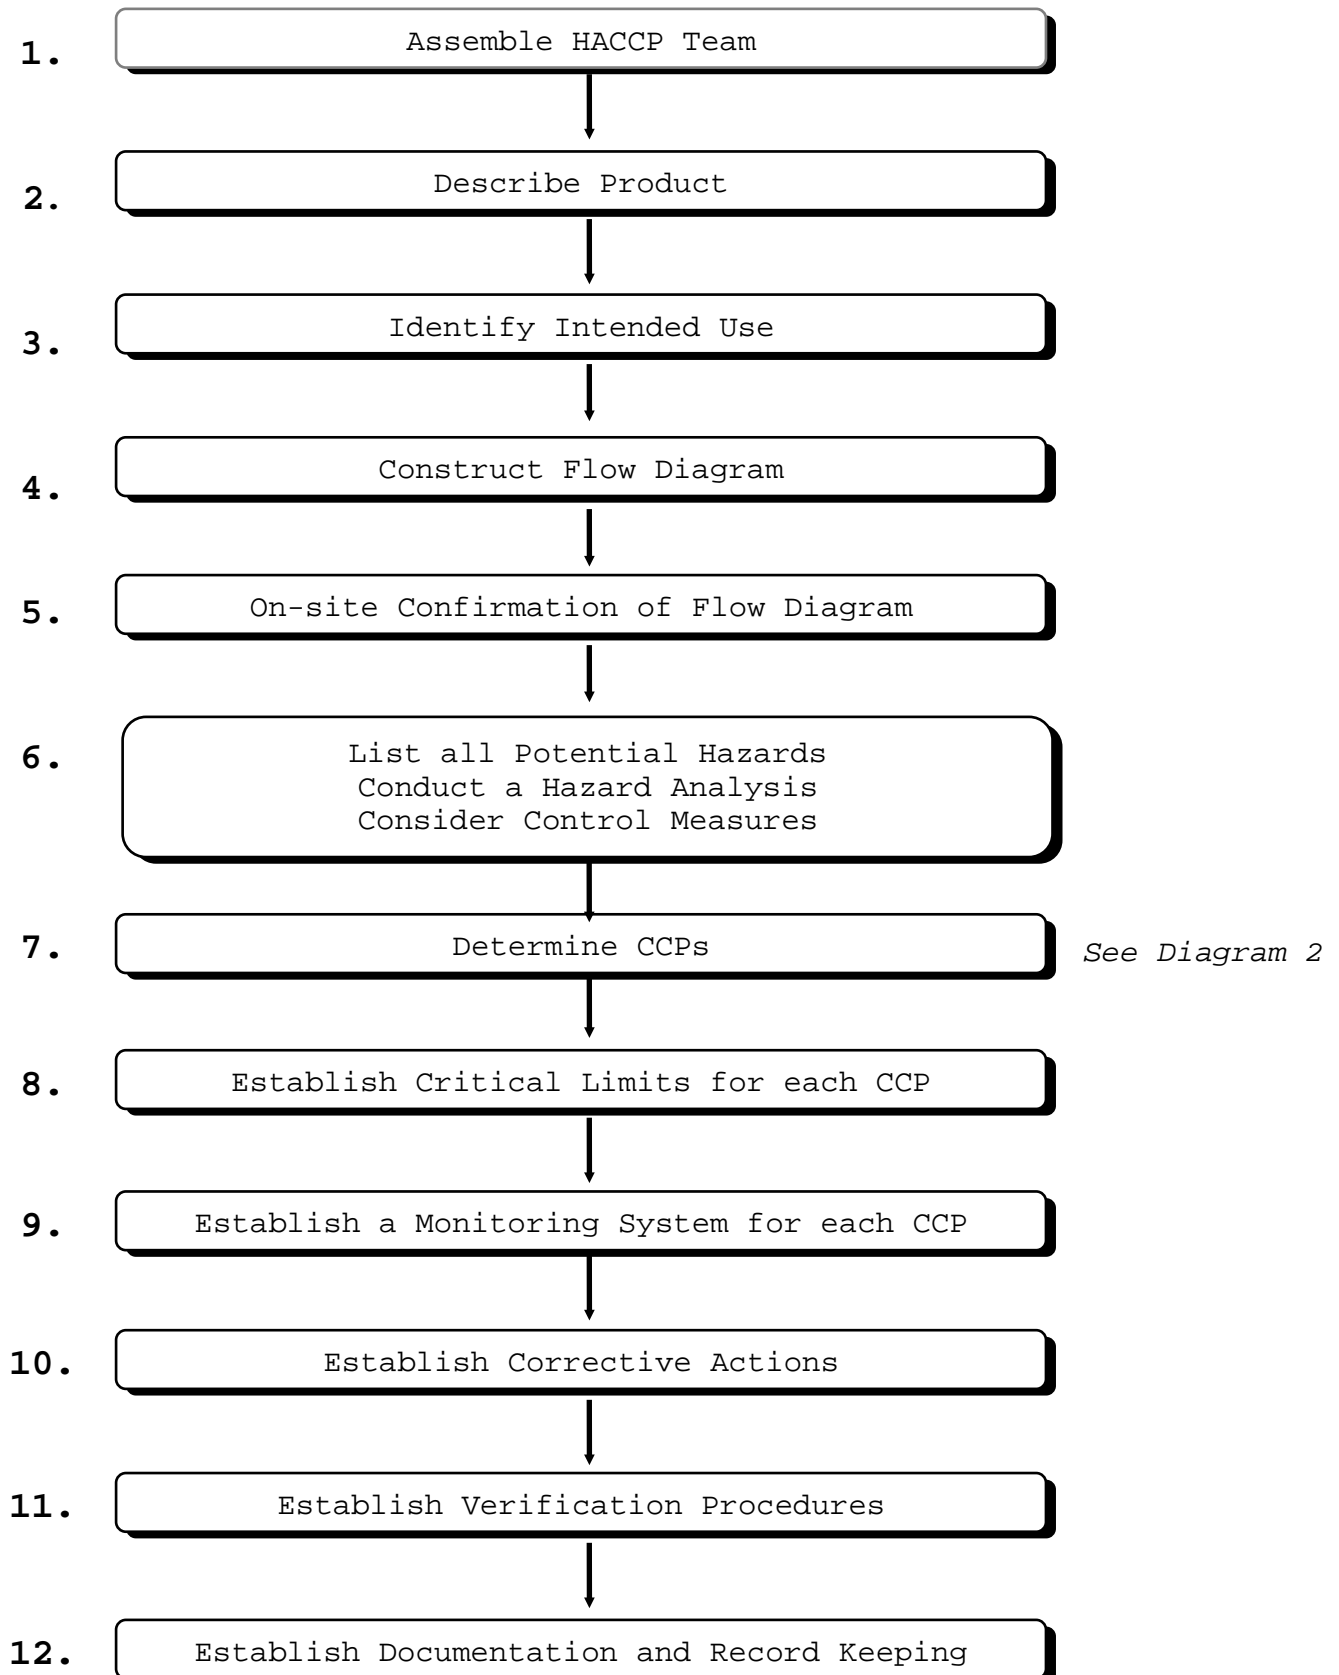 1. Assemble HACCP Team
2. Describe Product
3. Identify Intended Use
4. Construct Flow Diagram
5. On-site Confirmation of Flow Diagram
6. List all Potential Hazards
Conduct a Hazard Analysis
Consider Control Measures
7. Determine CCPs See Diagram 2
8. Establish Critical Limits for each CCP
9. Establish a Monitoring System for each CCP
10. Establish Corrective Actions
11. Establish Verification Procedures
12. Establish Documentation and Record Keeping